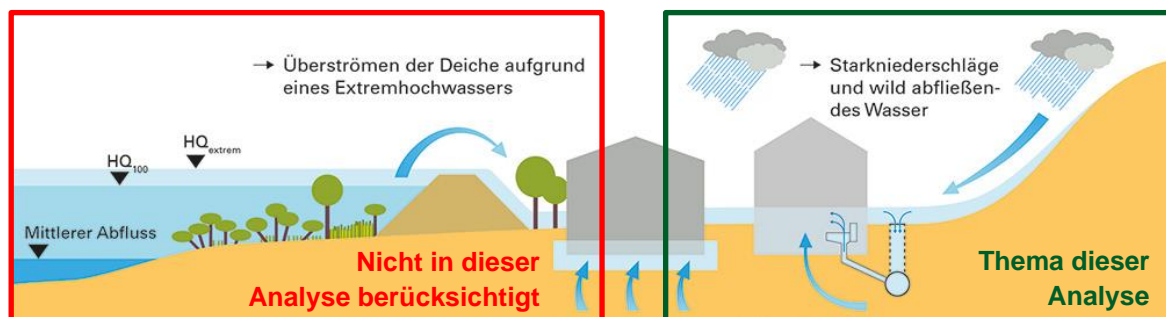 → Überströmen der Deiche aufgrund
eines Extremhochwassers
HQextrem
HQ100
Mittlerer Abfluss
Nicht in dieser
Analyse berücksichtigt
→ Starkniederschläge
und wild abfließen-
des Wasser
Thema dieser
Analyse